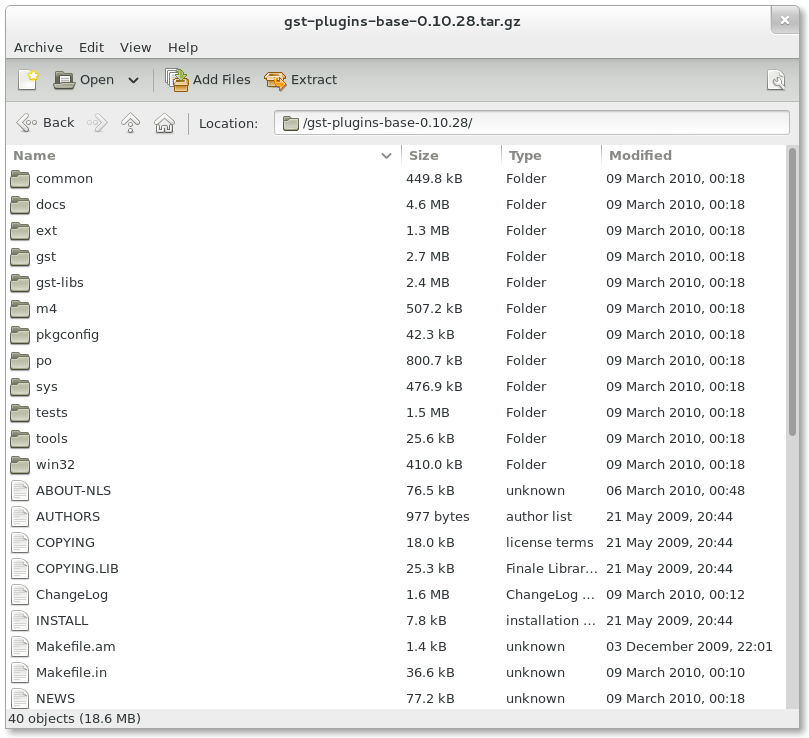 gst-plugins-base-0.10.28.tar.gz
Archive Edit View Help
Open Add Files Extract
Back Location: /gst-plugins-base-0.10.28/
Name Size Type Modified
common 449.8 kB Folder 09 March 2010, 00:18
docs 4.6 MB Folder 09 March 2010, 00:18
ext 1.3 MB Folder 09 March 2010, 00:18
gst 2.7 MB Folder 09 March 2010, 00:18
gst-libs 2.4 MB Folder 09 March 2010, 00:18
m4 507.2 kB Folder 09 March 2010, 00:18
pkgconfig 42.3 kB Folder 09 March 2010, 00:18
po 800.7 kB Folder 09 March 2010, 00:18
sys 476.9 kB Folder 09 March 2010, 00:18
tests 1.5 MB Folder 09 March 2010, 00:18
tools 25.6 kB Folder 09 March 2010, 00:18
win32 410.0 kB Folder 09 March 2010, 00:18
ABOUT-NLS 76.5 kB unknown 06 March 2010, 00:48
AUTHORS 977 bytes author list 21 May 2009, 20:44
COPYING 18.0 kB license terms 21 May 2009, 20:44
COPYING.LIB 25.3 kB Finale Librar... 21 May 2009, 20:44
ChangeLog 1.6 MB ChangeLog ... 09 March 2010, 00:12
INSTALL 7.8 kB installation ... 21 May 2009, 20:44
Makefile.am 1.4 kB unknown 03 December 2009, 22:01
Makefile.in 36.6 kB unknown 09 March 2010, 00:10
NEWS 77.2 kB unknown 09 March 2010, 00:18
40 objects (18.6 MB)